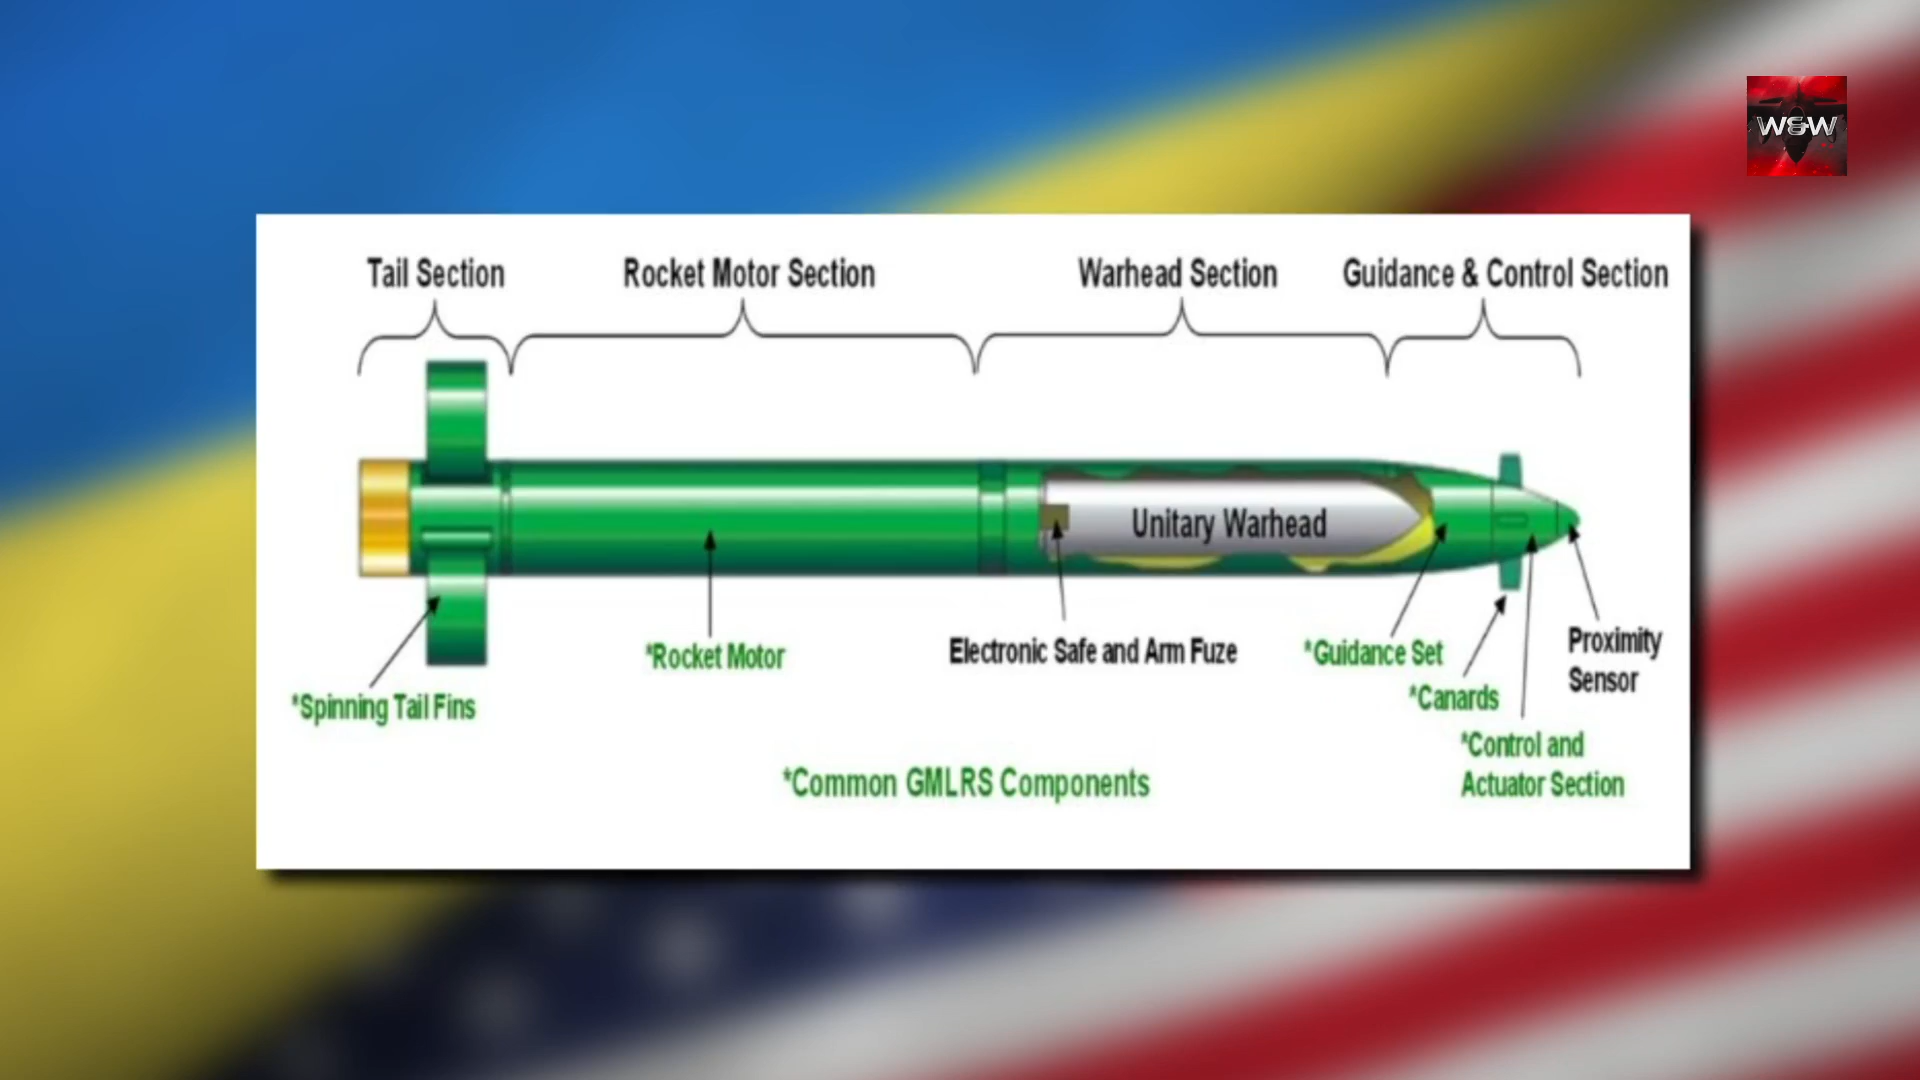 W&W
Tail Section
Rocket Motor Section
Warhead Section
Guidance & Control Section
Unitary Warhead
*Spinning Tail Fins
*Rocket Motor
Electronic Safe and Arm Fuze
*Guidance Set
*Canards
Proximity
Sensor
*Control and
Actuator Section
*Common GMLRS Components